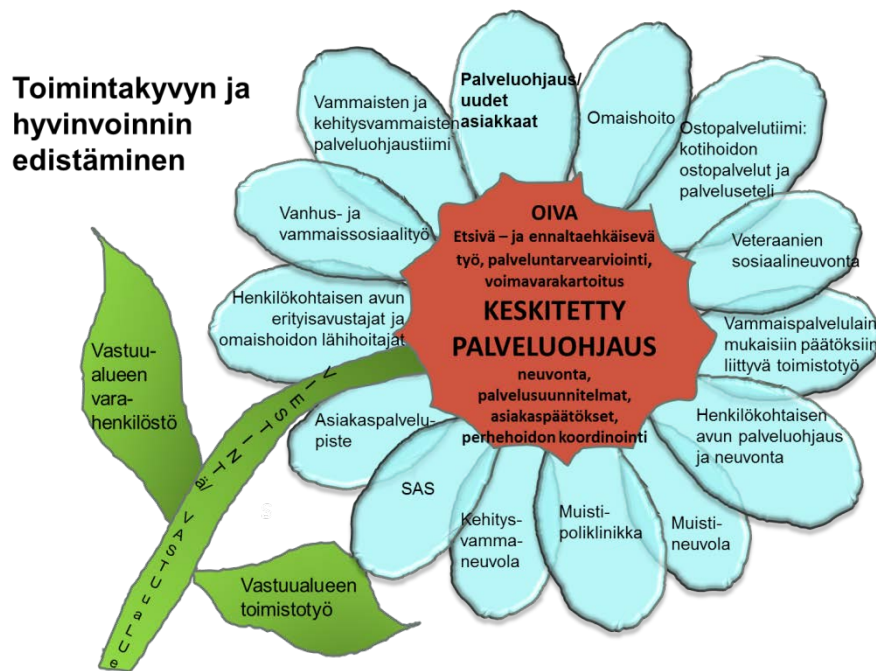 Toimintakyvyn ja
hyvinvoinnin
edistäminen
Palveluohjaus/
uudet
asiakkaat
Omaishoito
Ostopalvelutiimi:
kotihoidon
ostopalvelut ja
palveluseteli
Veteraanien
sosiaalineuvonta
Vammaispalvelulain
mukaisiin päätöksiin
liittyvä toimistotyö
Henkilökohtaisen
avun palveluohjaus
ja neuvonta
Muisti-
neuvola
Muisti-
poliklinikka
Kehitys-
vamma-
neuvola
SAS
Asiakaspalvelu-
piste
Henkilökohtaisen avun
erityisavustajat ja
omaishoidon lähihoitajat
Vanhus- ja
vammaissosiaalityö
Vammaisten ja
kehitysvammaisten
palveluohjaustiimi
OIVA
Etsivä – ja ennaltaehkäisevä
työ, palveluntarvearviointi,
voimavarakartoitus
KESKITETTY
PALVELUOHJAUS
neuvonta,
palvelusuunnitelmat,
asiakaspäätökset,
perhehoidon koordinointi
Vastuu-
alueen
vara-
henkilöstö
VIESTINTä/ VASTUUaLUe
Vastuualueen
toimistotyö